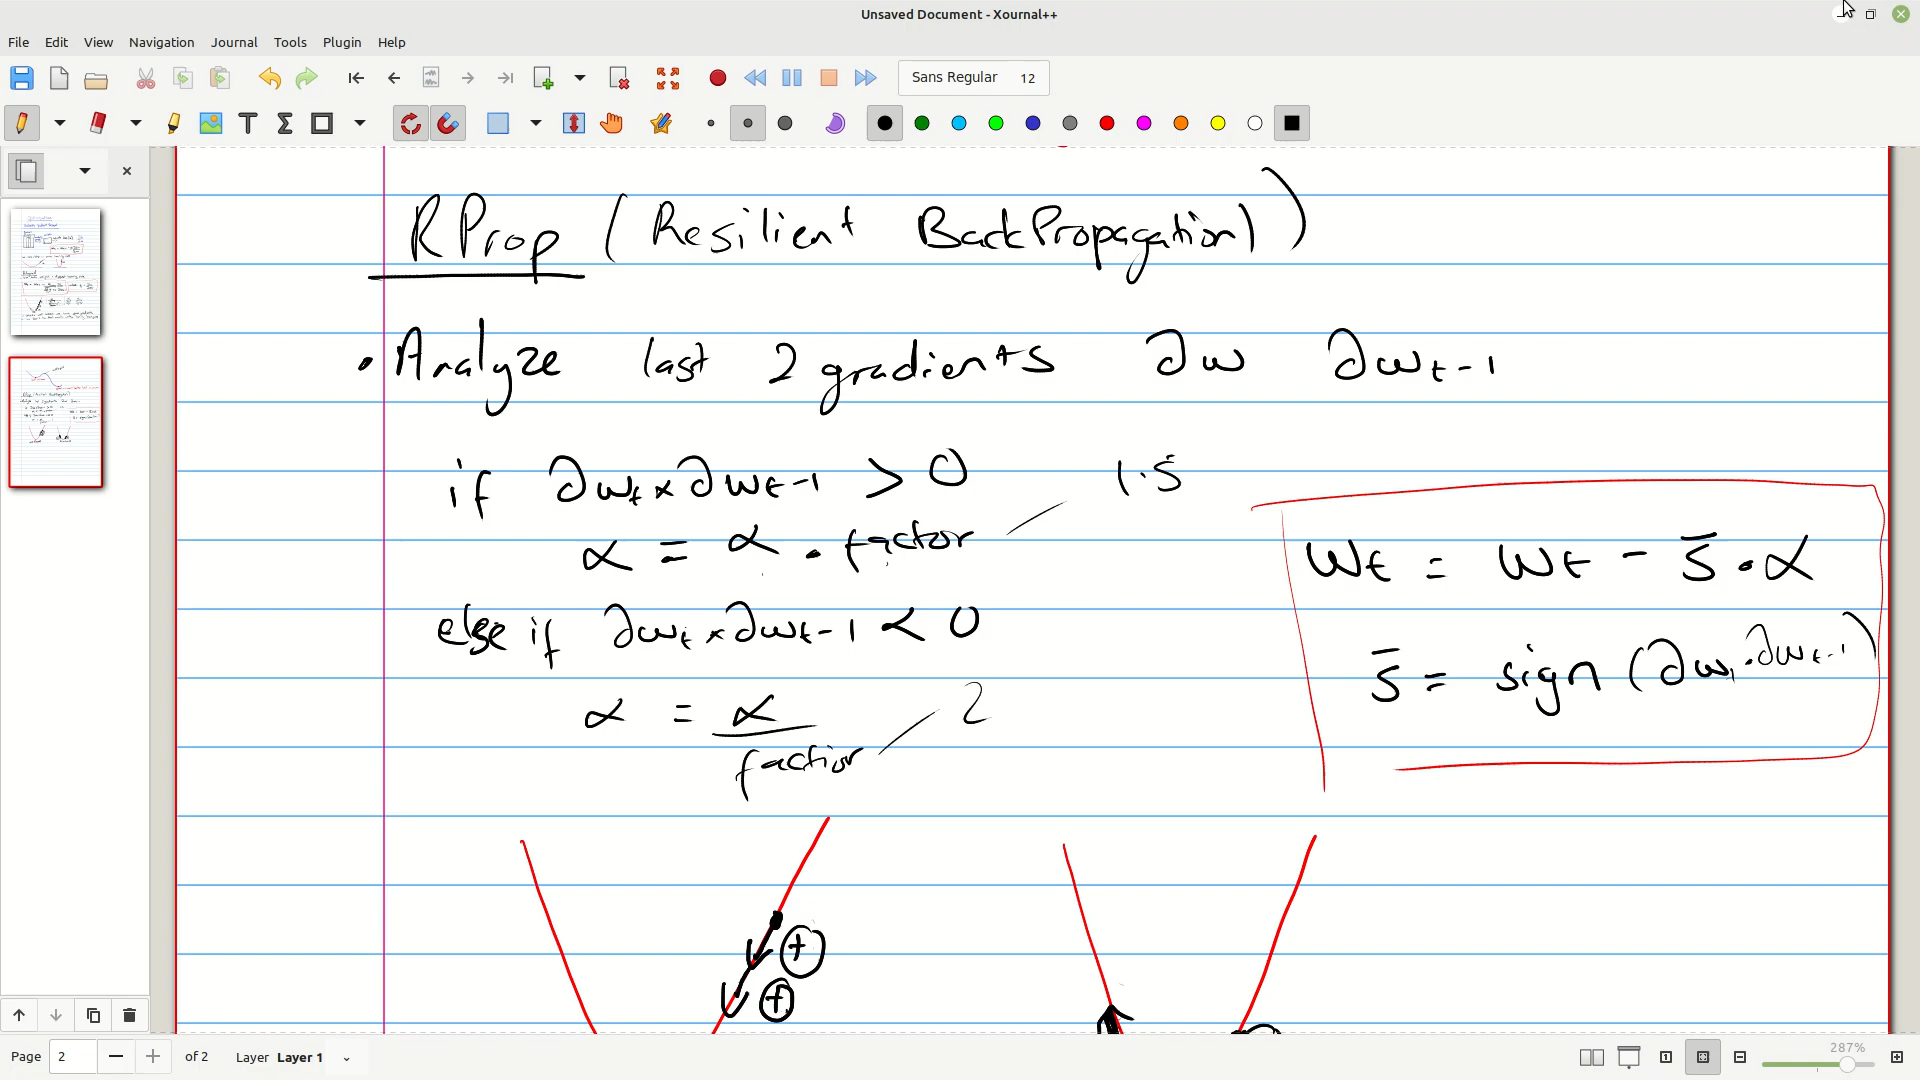 Unsaved Document - Xournal++
File Edit View Navigation Journal Tools Plugin Help
Sans Regular 12
RProp (Resilient BackPropagation)
• Analyze last 2 gradients ∂w ∂wt-1
if ∂wt × ∂wt-1 > 0 1.5
α = α • factor
else if ∂wt × ∂wt-1 < 0
α = α / factor 2
wt = wt - s̄ • α
s̄ = sign (∂wt • ∂wt-1)
+
+
Page 2 of 2 Layer Layer 1 287%